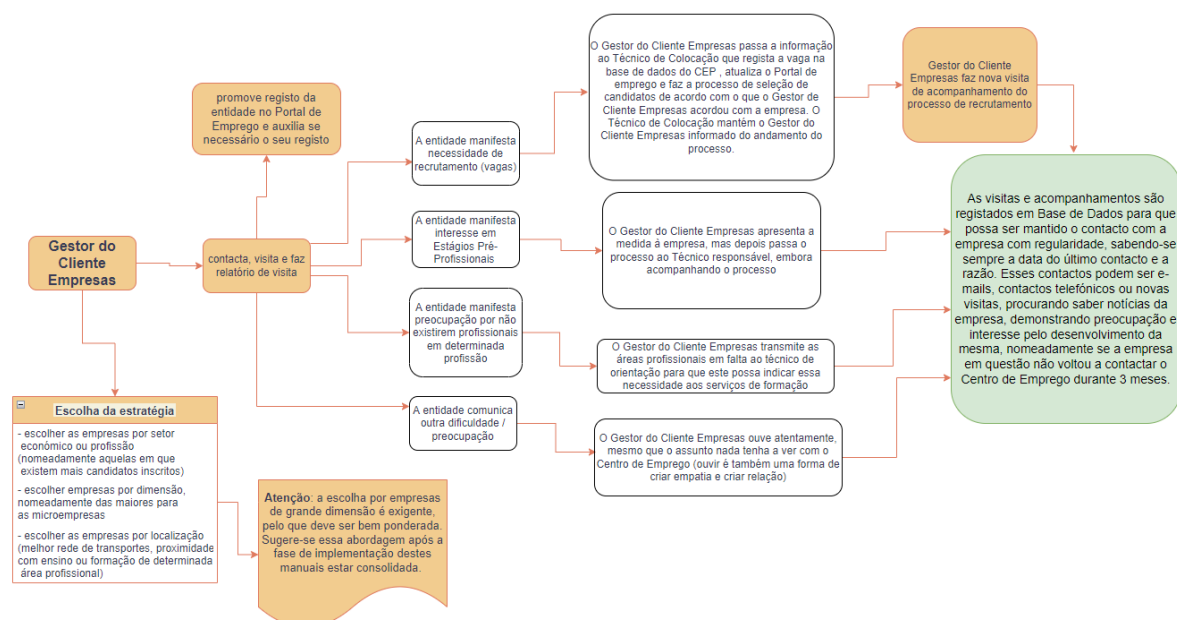 Gestor do
Cliente
Empresas
promove registo da
entidade no Portal de
Emprego e auxilia se
necessário o seu registo
contacta, visita e faz
relatório de visita
A entidade manifesta
necessidade de
recrutamento (vagas)
O Gestor do Cliente Empresas passa a informação
ao Técnico de Colocação que regista a vaga na
base de dados do CEP , atualiza o Portal de
emprego e faz a processo de seleção de
candidatos de acordo com o que o Gestor de
Cliente Empresas acordou com a empresa. O
Técnico de Colocação mantém o Gestor do
Cliente Empresas informado do andamento do
processo.
Gestor do Cliente
Empresas faz nova visita
de acompanhamento do
processo de recrutamento
A entidade manifesta
interesse em
Estágios Pré-
Profissionais
O Gestor do Cliente Empresas apresenta a
medida á empresa, mas depois passa o
processo ao Técnico responsável, embora
acompanhando o processo
A entidade manifesta
preocupação por não
existirem profissionais
em determinada
profissão
O Gestor do Cliente Empresas transmite as
áreas profissionais em falta ao técnico de
orientação para que este possa indicar essa
necessidade aos serviços de formação
A entidade comunica
outra dificuldade /
preocupação
O Gestor do Cliente Empresas ouve atentamente,
mesmo que o assunto nada tenha a ver com o
Centro de Emprego (ouvir é também uma forma de
criar empatia e criar relação)
As visitas e acompanhamentos são
registados em Base de Dados para que
possa ser mantido o contacto com a
empresa com regularidade, sabendo-se
sempre a data do último contacto e a
razão. Esses contactos podem ser e-
mails, contactos telefónicos ou novas
visitas, procurando saber notícias da
empresa, demonstrando preocupação e
interesse pelo desenvolvimento da
mesma, nomeadamente se a empresa
em questão não voltou a contactar o
Centro de Emprego durante 3 meses.
Escolha da estratégia
- escolher as empresas por setor
económico ou profissão
(nomeadamente aquelas em que
existem mais candidatos inscritos)
- escolher empresas por dimensão,
nomeadamente das maiores para
as microempresas
- escolher as empresas por localização
(melhor rede de transportes, proximidade
com ensino ou formação de determinada
área profissional)
Atenção: a escolha por empresas
de grande dimensão é exigente,
pelo que deve ser bem ponderada.
Sugere-se essa abordagem após a
fase de implementação destes
manuais estar consolidada.